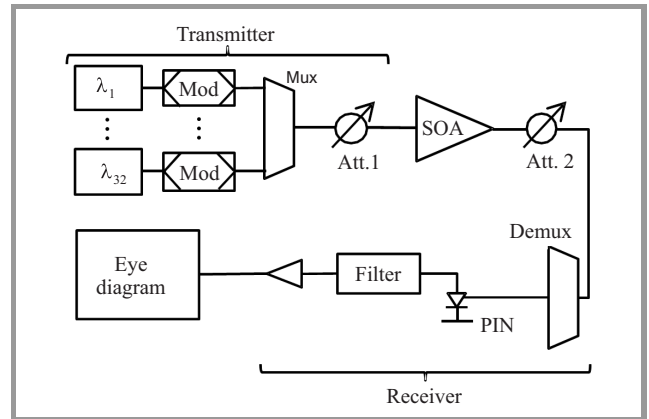 Transmitter
λ1
Mod
Mux
...
...
SOA
Att.1
Att. 2
λ32
Mod
Demux
Eye
diagram
Filter
PIN
Receiver